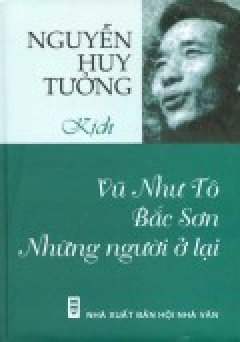 NGUYỄN
HUY
TƯỞNG
Kịch
Vũ Như Tô
Bắc Sơn
Những người ở lại
NHÀ XUẤT BẢN HỘI NHÀ VĂN